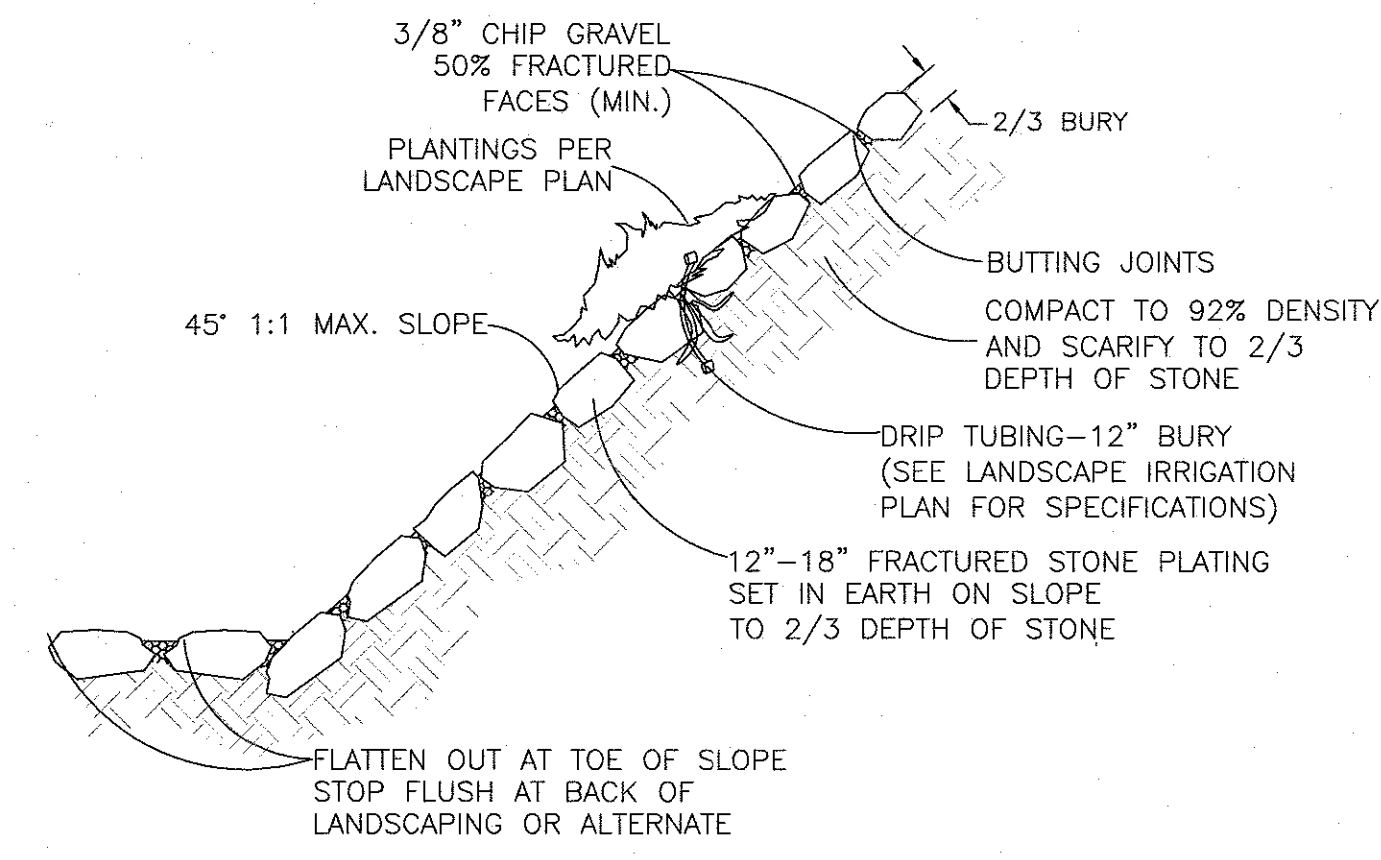 3/8" CHIP GRAVEL
50% FRACTURED
FACES (MIN.)
2/3 BURY
PLANTINGS PER
LANDSCAPE PLAN
BUTTING JOINTS
COMPACT TO 92% DENSITY
AND SCARIFY TO 2/3
DEPTH OF STONE
45° 1:1 MAX. SLOPE
DRIP TUBING-12" BURY
(SEE LANDSCAPE IRRIGATION
PLAN FOR SPECIFICATIONS)
12"-18" FRACTURED STONE PLATING
SET IN EARTH ON SLOPE
TO 2/3 DEPTH OF STONE
FLATTEN OUT AT TOE OF SLOPE
STOP FLUSH AT BACK OF
LANDSCAPING OR ALTERNATE